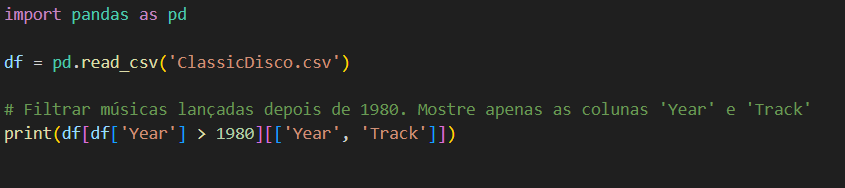 import pandas as pd
df = pd.read_csv('ClassicDisco.csv')
# Filtrar músicas lançadas depois de 1980. Mostre apenas as colunas 'Year' e 'Track'
print(df[df['Year'] > 1980][['Year', 'Track']])